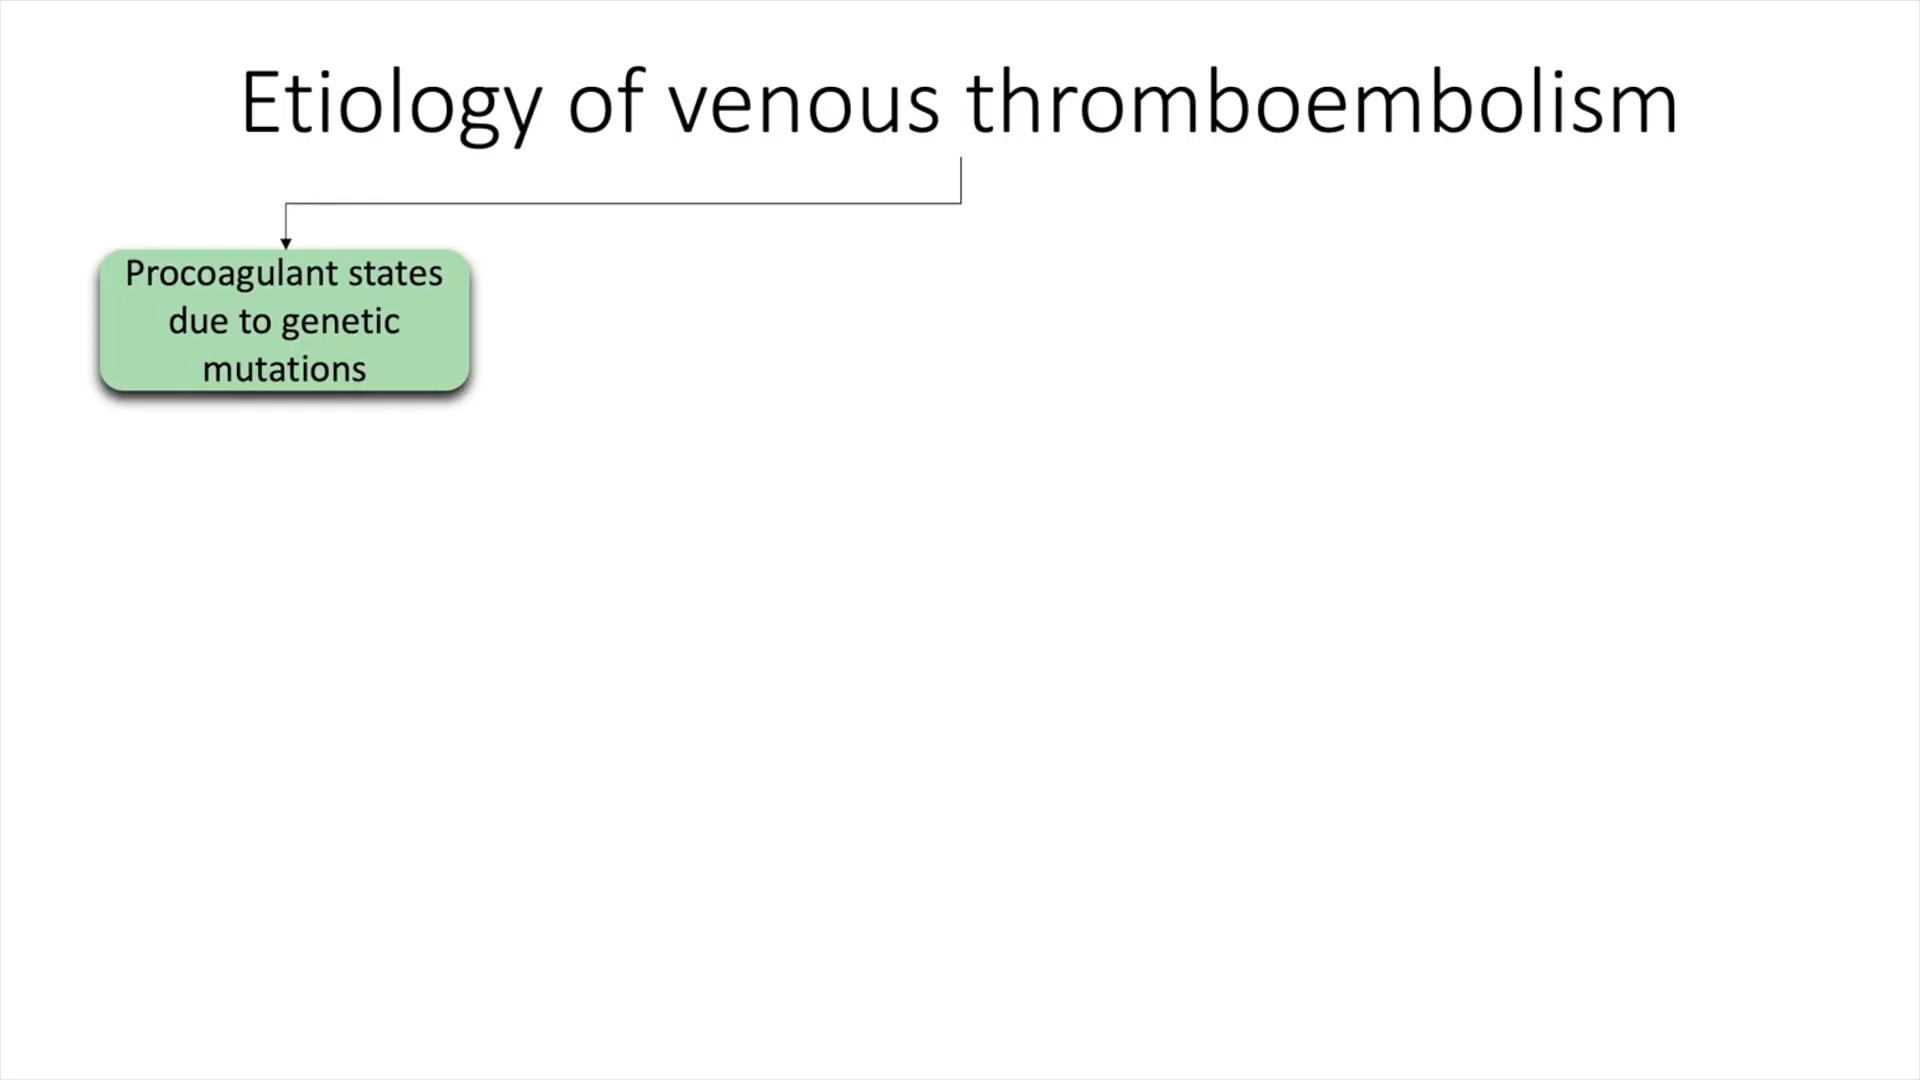 Etiology of venous thromboembolism
Procoagulant states
due to genetic
mutations